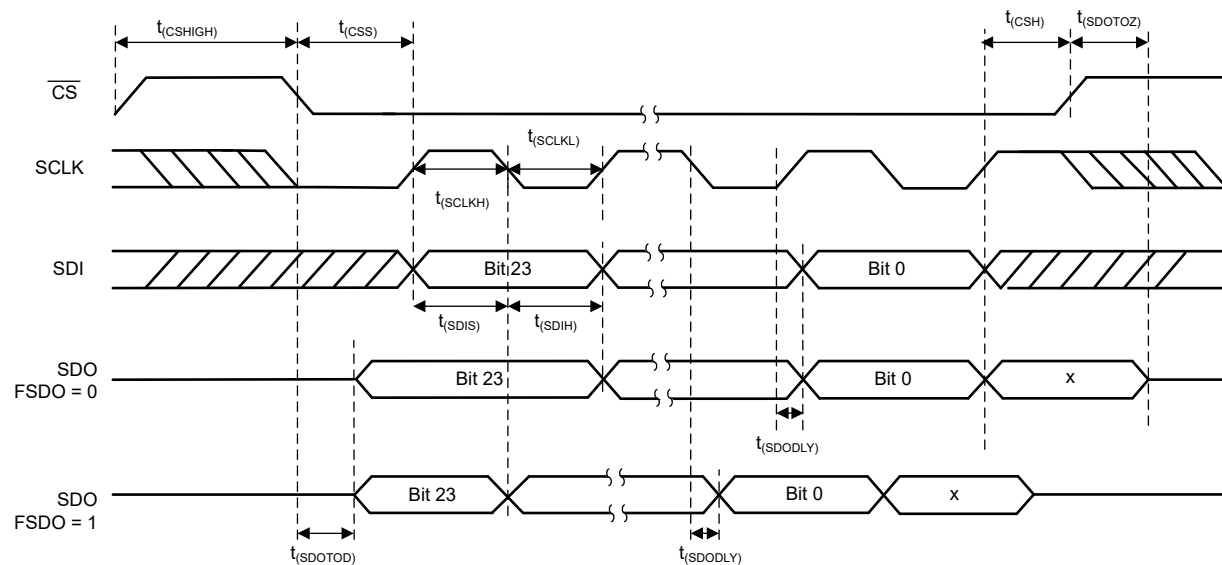 t(CSHIGH) t(CSS) t(CSH) t(SDOTOZ)
CS
t(SCLKL)
SCLK
t(SCLKH)
SDI Bit 23 Bit 0
t(SDIS) t(SDIH)
SDO
FSDO = 0
Bit 23 Bit 0 x
t(SDODLY)
SDO
FSDO = 1
Bit 23 Bit 0 x
t(SDOTOD) t(SDODLY)